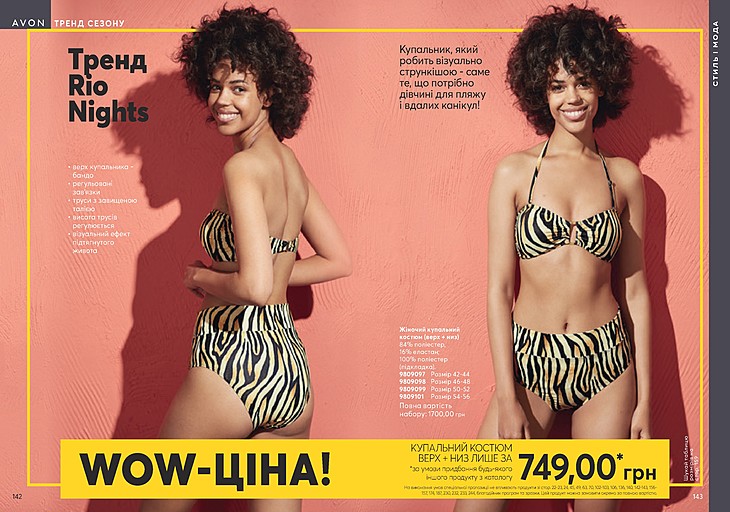 AVON ТРЕНД СЕЗОНУ
Тренд
Rio
Nights
• верх купальника –
бандо
• регульовані
зав'язки
• труси з завищеною
талією
• висота трусів
регулюється
• візуальний ефект
підтягнутого
живота
Купальник, який
робить візуально
стрункішою - саме
те, що потрібно
дівчині для пляжу
і вдалих канікул!
СТИЛЬ І МОДА
Жіночий купальний
костюм (верх + низ)
84% поліестер,
16% еластан;
100% поліестер
(підкладка).
9809097 Розмір 42-44
9809098 Розмір 46-48
9809099 Розмір 50-52
9809101 Розмір 54-56
Повна вартість
набору: 1700,00 грн
WOW-ЦІНА!
КУПАЛЬНИЙ КОСТЮМ
ВЕРХ + НИЗ ЛИШЕ ЗА
*за умови придбання будь-якого
іншого продукту з каталогу
749,00* грн
142
143